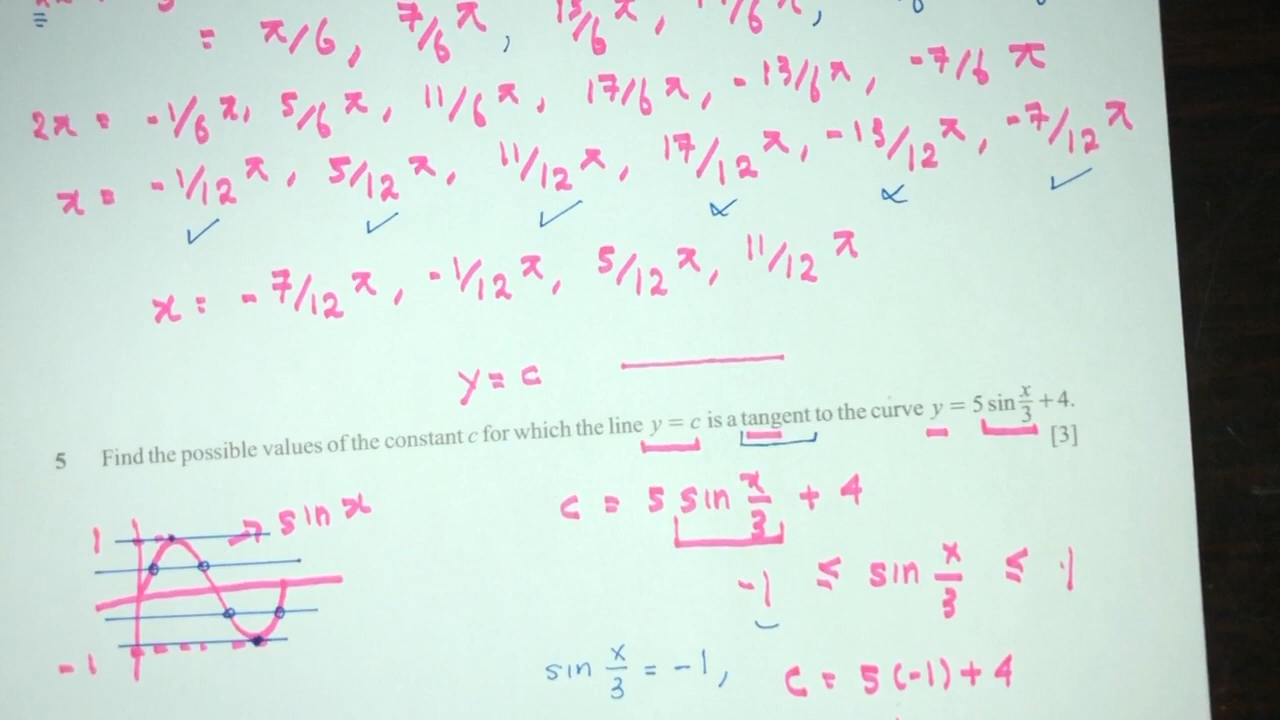 = π/6, 7/6 π, 13/6 π,
2x = -1/6 π, 5/6 π, 11/6 π, 17/6 π, -13/6 π, -7/6 π
x = -1/12 π, 5/12 π, 11/12 π, 17/12 π, -13/12 π, -7/12 π
x = -7/12 π, -1/12 π, 5/12 π, 11/12 π
y = c
5 Find the possible values of the constant c for which the line y = c is a tangent to the curve y = 5 sin x/3 + 4.
[3]
1 sin x
c = 5 sin x/3 + 4
-1 ≤ sin x/3 ≤ 1
-1
sin x/3 = -1, c = 5(-1) + 4